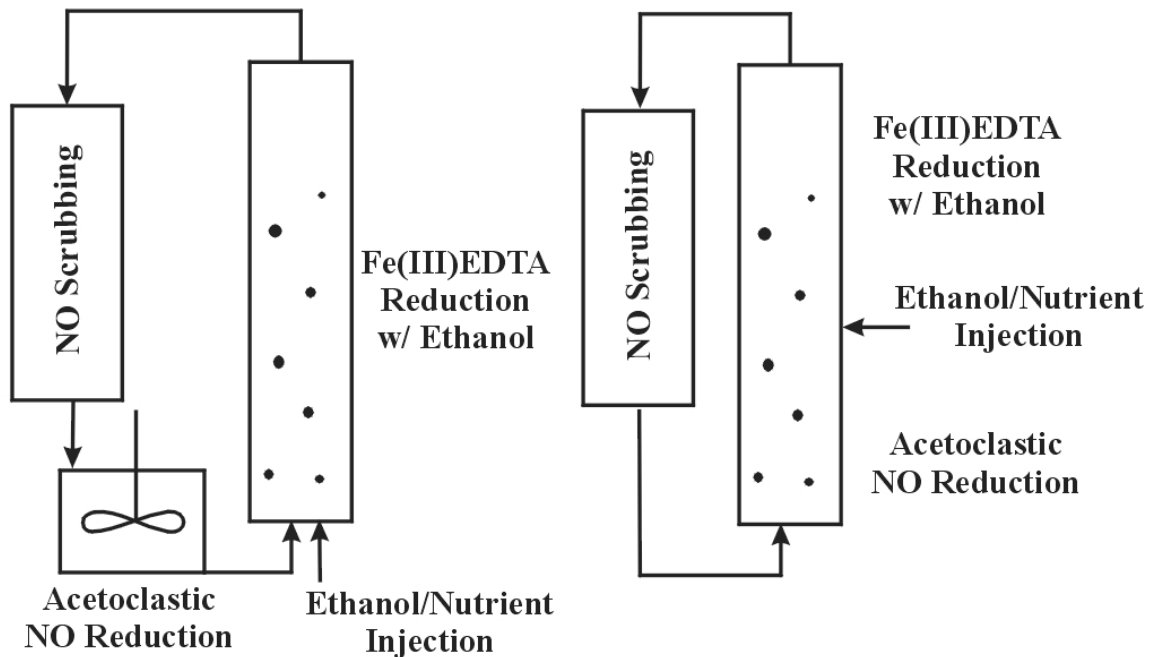 NO Scrubbing
Fe(III)EDTA
Reduction
w/ Ethanol
Acetoclastic
NO Reduction
Ethanol/Nutrient
Injection
NO Scrubbing
Fe(III)EDTA
Reduction
w/ Ethanol
Ethanol/Nutrient
Injection
Acetoclastic
NO Reduction